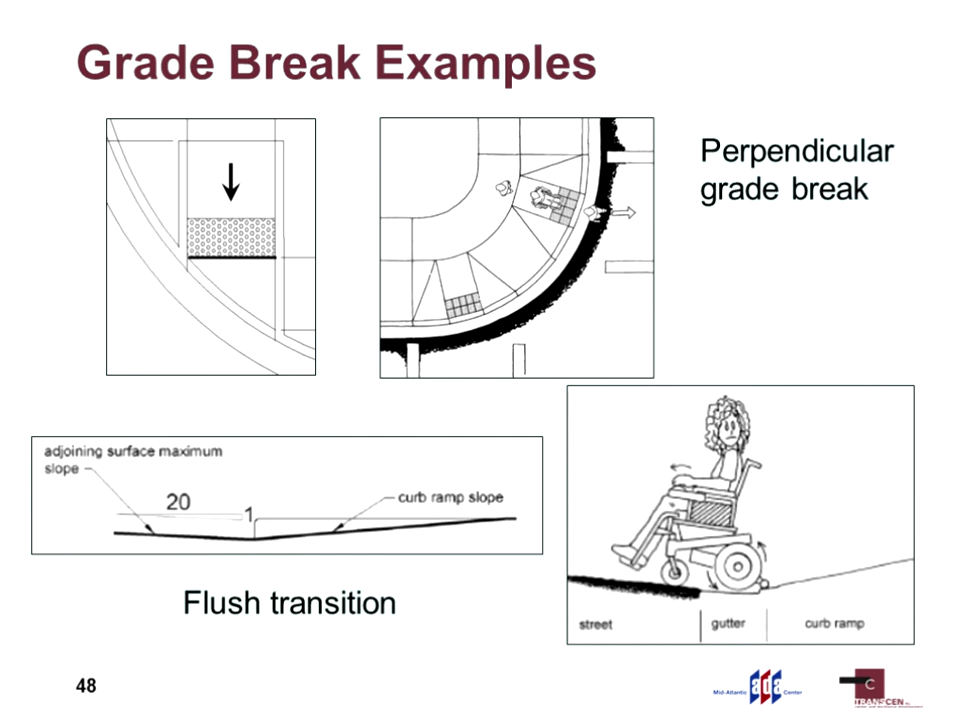 Grade Break Examples
Perpendicular
grade break
adjoining surface maximum
slope
20
1
curb ramp slope
Flush transition
street
gutter
curb ramp
48
Mid-Atlantic
ada
Center
C
TRANSCEN